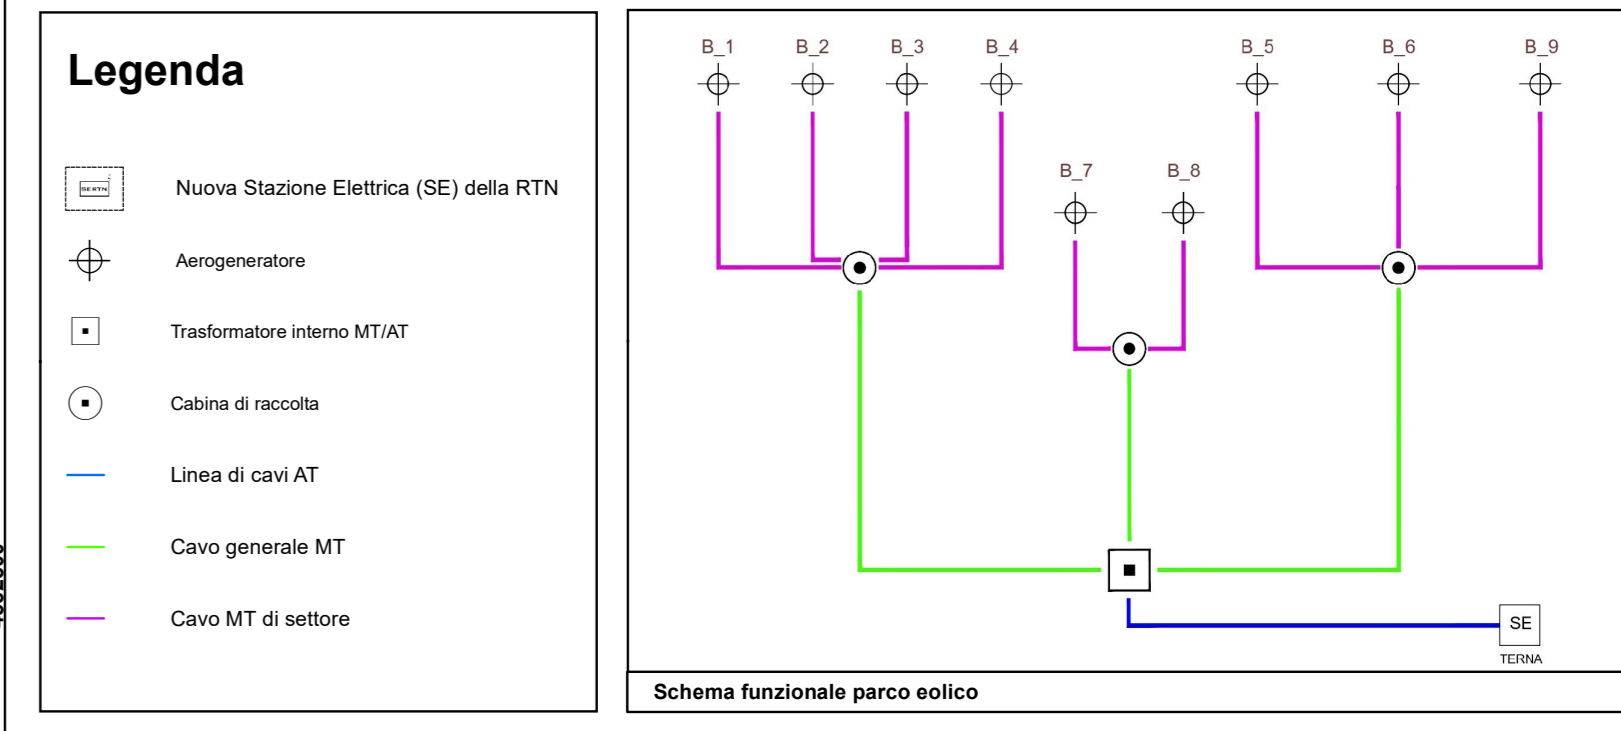 Legenda
SERTN
Nuova Stazione Elettrica (SE) della RTN
Aerogeneratore
Trasformatore interno MT/AT
Cabina di raccolta
Linea di cavi AT
Cavo generale MT
Cavo MT di settore
B_1 B_2 B_3 B_4 B_5 B_6 B_9
B_7 B_8
SE
TERNA
Schema funzionale parco eolico